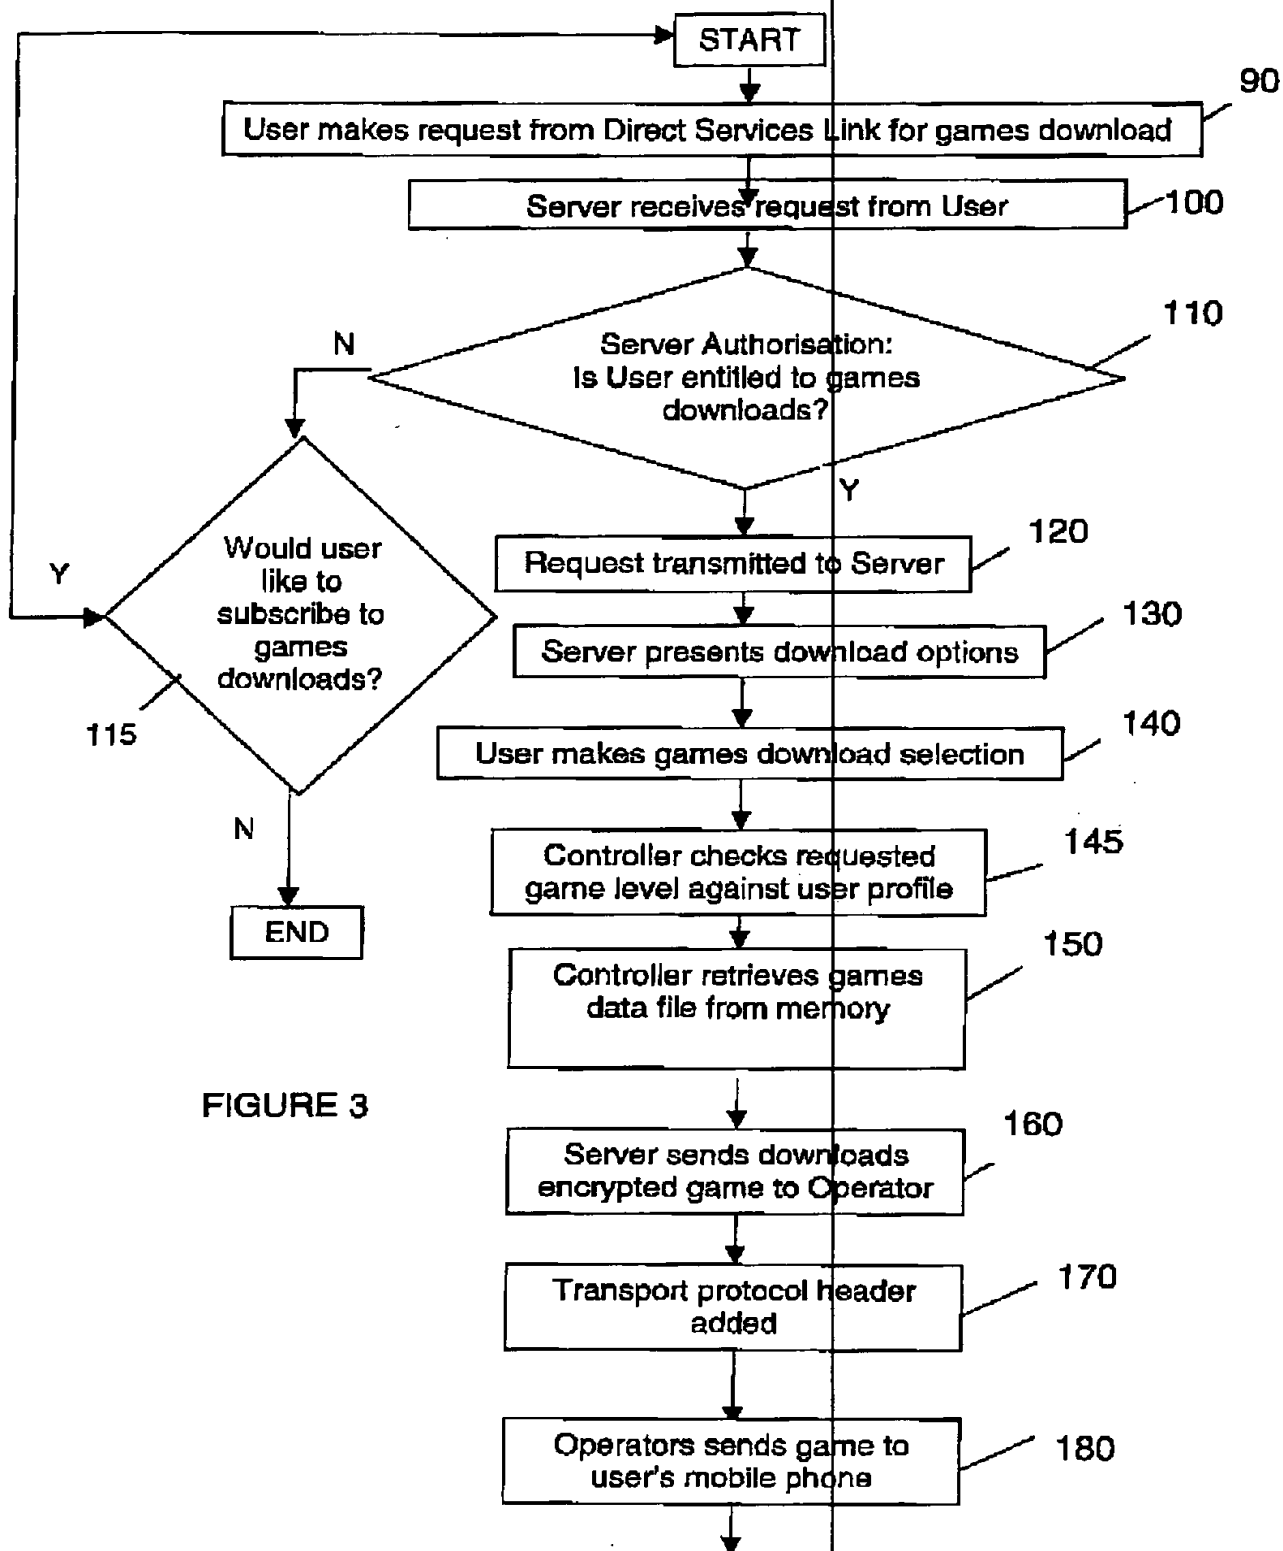 START
90
User makes request from Direct Services Link for games download
Server receives request from User
100
110
N
Server Authorisation:
Is User entitled to games
downloads?
Y
120
Request transmitted to Server
Would user
like to
subscribe to
games
downloads?
Y
115
130
Server presents download options
140
User makes games download selection
N
145
Controller checks requested
game level against user profile
END
150
Controller retrieves games
data file from memory
FIGURE 3
160
Server sends downloads
encrypted game to Operator
170
Transport protocol header
added
180
Operators sends game to
user's mobile phone